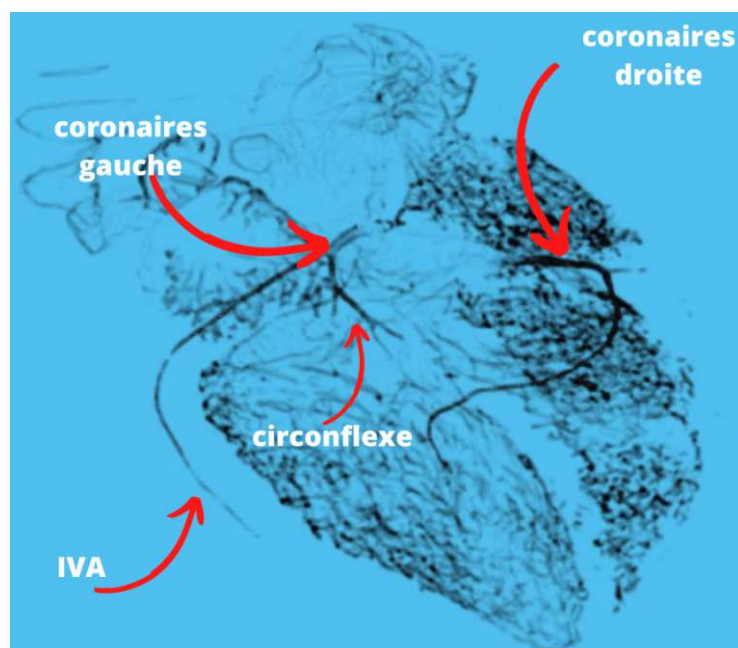 coronaires
droite
coronaires
gauche
circonflexe
IVA